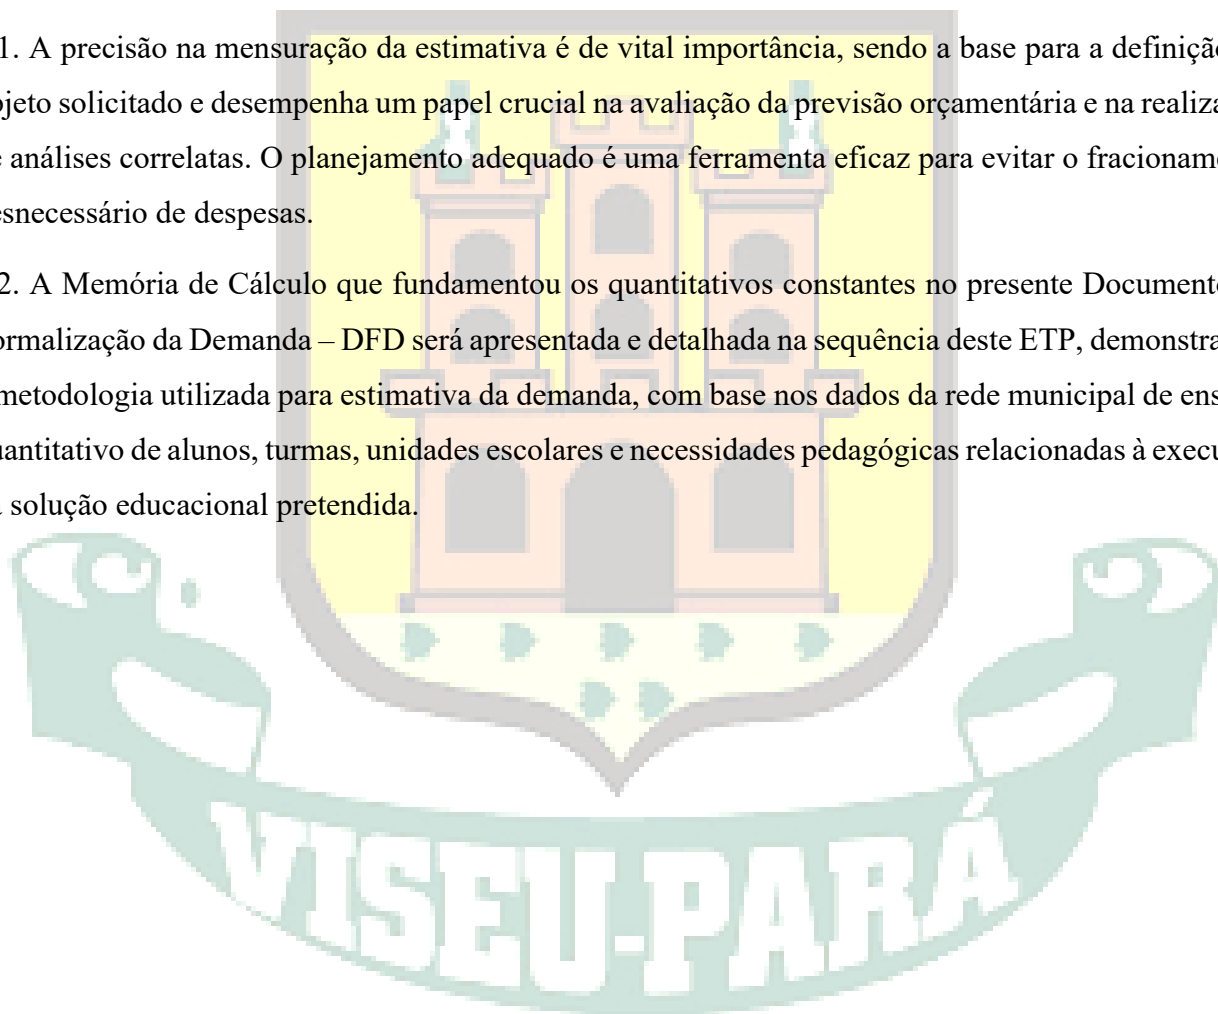 1. A precisão na mensuração da estimativa é de vital importância, sendo a base para a definição
jeto solicitado e desempenha um papel crucial na avaliação da previsão orçamentária e na realiza
análises correlatas. O planejamento adequado é uma ferramenta eficaz para evitar o fracioname
esnecessário de despesas.
2. A Memória de Cálculo que fundamentou os quantitativos constantes no presente Documento
ormalização da Demanda – DFD será apresentada e detalhada na sequência deste ETP, demonstra
metodologia utilizada para estimativa da demanda, com base nos dados da rede municipal de ens
uantitativo de alunos, turmas, unidades escolares e necessidades pedagógicas relacionadas à execu
solução educacional pretendida.
VISEU-PARÁ